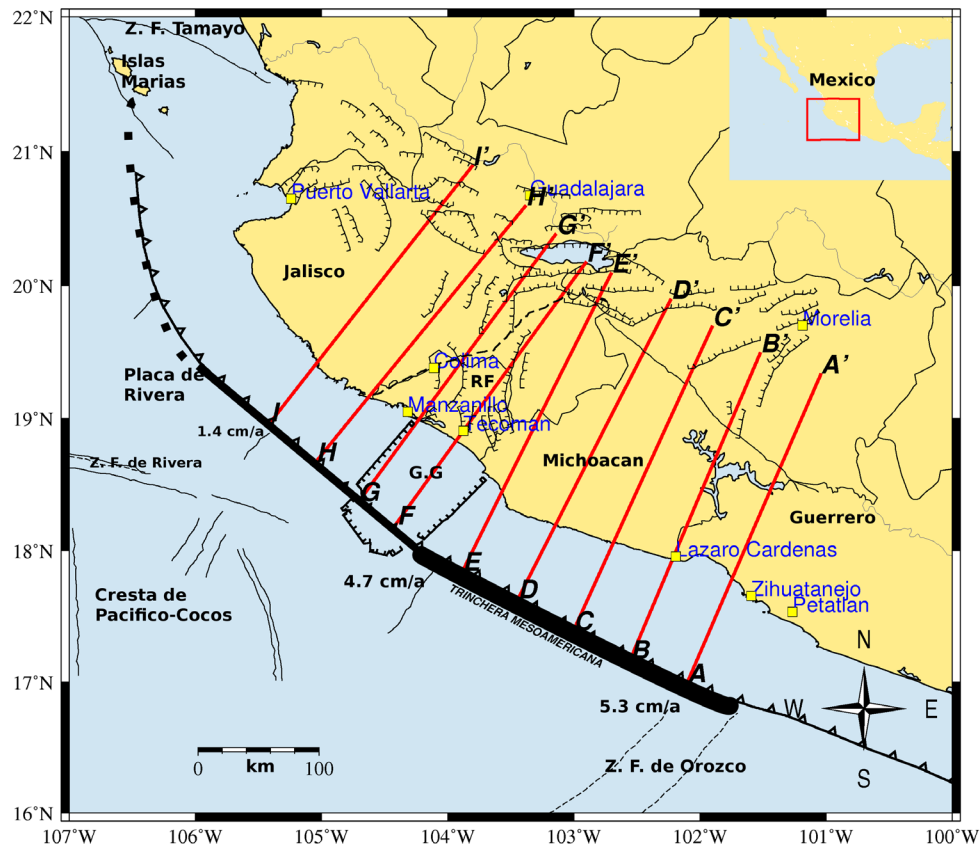 22˚N
21˚N
20˚N
19˚N
18˚N
17˚N
16˚N
107˚W
106˚W
105˚W
104˚W
103˚W
102˚W
101˚W
100˚W
Z. F. Tamayo
Islas
Marias
Mexico
I’
H’
G’
F’
E’
D’
C’
B’
A’
Puerto Vallarta
Guadalajara
Jalisco
Morelia
Colima
RF
Manzanillo
Tecoman
Placa de
Rivera
I
1.4 cm/a
H
Z. F. de Rivera
G
G.G
F
Michoacan
Guerrero
Lazaro Cardenas
4.7 cm/a
E
D
C
B
A
TRINCHERA MESOAMERICANA
Zihuatanejo
Petatlan
Cresta de
Pacifico-Cocos
5.3 cm/a
N
W
E
S
Z. F. de Orozco
0
km
100